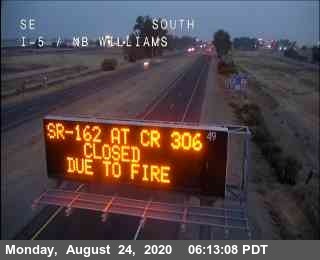 SE SOUTH
I-5 / NB WILLIAMS
SR-162 AT CR 306
CLOSED
DUE TO FIRE
49
Monday, August 24, 2020 06:13:08 PDT